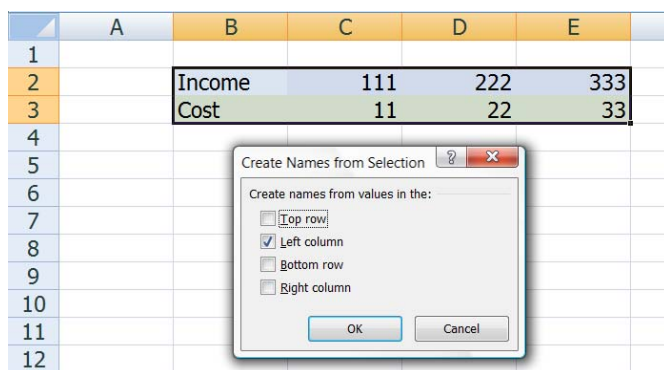 A B C D E
1
2 Income 111 222 333
3 Cost 11 22 33
4
5
6
7
8
9
10
11
12
Create Names from Selection ?
Create names from values in the:
Top row
Left column
Bottom row
Right column
OK Cancel